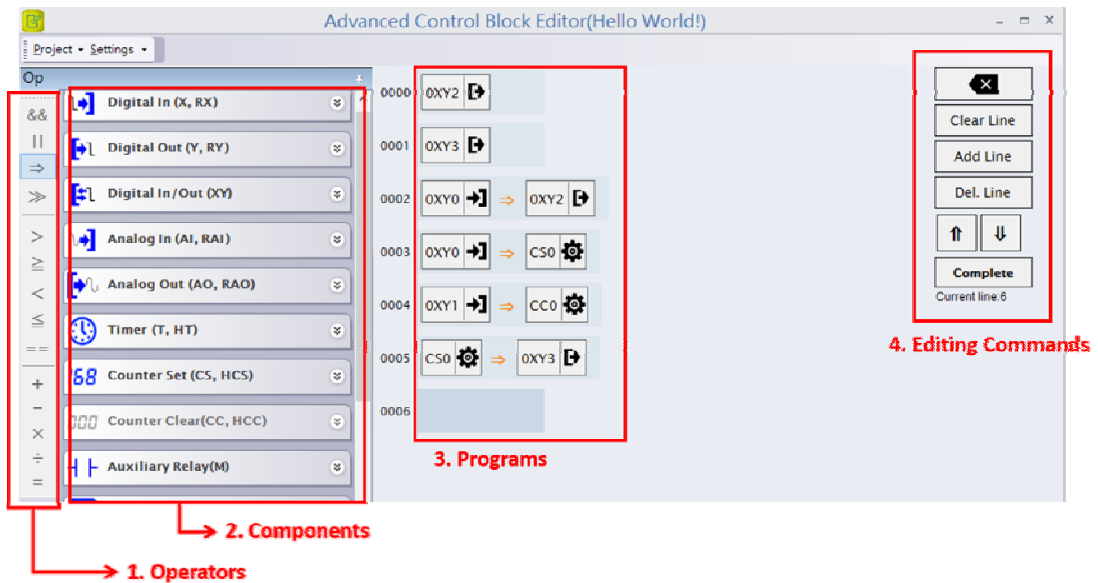 Advanced Control Block Editor(Hello World!)
Project Settings
Op
&&
||
⇒
≫
>
≧
<
≦
==
+
-
×
÷
=
Digital In (X, RX)
Digital Out (Y, RY)
Digital In/Out (XY)
Analog In (AI, RAI)
Analog Out (AO, RAO)
Timer (T, HT)
Counter Set (CS, HCS)
Counter Clear(CC, HCC)
Auxiliary Relay(M)
0000 0XY2
0001 0XY3
0002 0XY0 ⇒ 0XY2
0003 0XY0 ⇒ CS0
0004 0XY1 ⇒ CC0
0005 CS0 ⇒ 0XY3
0006
Clear Line
Add Line
Del. Line
Complete
Current line:6
4. Editing Commands
3. Programs
2. Components
1. Operators